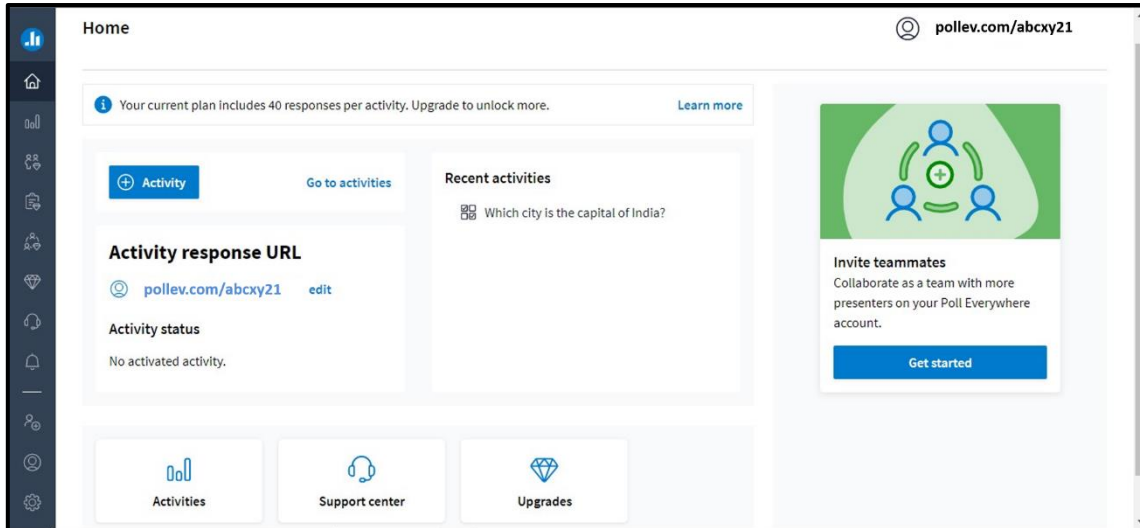 Home
pollev.com/abcxy21
Your current plan includes 40 responses per activity. Upgrade to unlock more.
Learn more
Activity
Go to activities
Activity response URL
pollev.com/abcxy21
edit
Activity status
No activated activity.
Recent activities
Which city is the capital of India?
Invite teammates
Collaborate as a team with more
presenters on your Poll Everywhere
account.
Get started
Activities
Support center
Upgrades